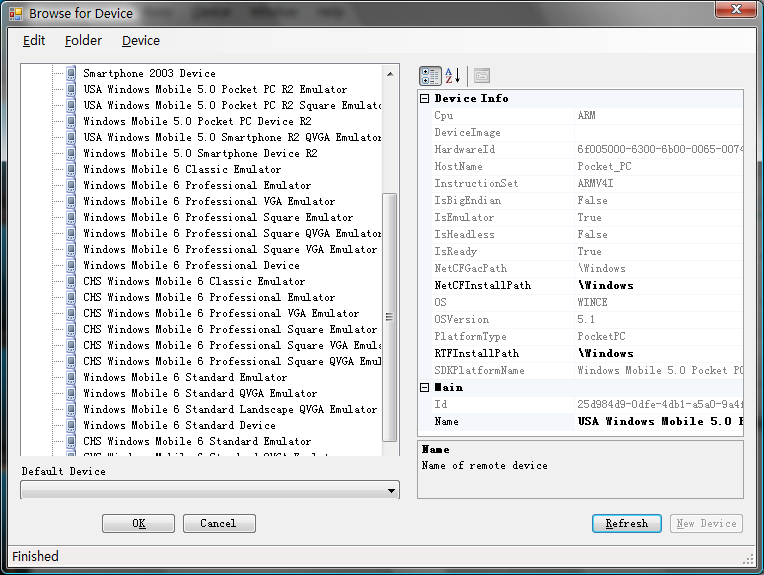 Browse for Device
Edit Folder Device
Smartphone 2003 Device
USA Windows Mobile 5.0 Pocket PC R2 Emulator
USA Windows Mobile 5.0 Pocket PC R2 Square Emulato
Windows Mobile 5.0 Pocket PC Device R2
USA Windows Mobile 5.0 Smartphone R2 QVGA Emulator
Windows Mobile 5.0 Smartphone Device R2
Windows Mobile 6 Classic Emulator
Windows Mobile 6 Professional Emulator
Windows Mobile 6 Professional VGA Emulator
Windows Mobile 6 Professional Square Emulator
Windows Mobile 6 Professional Square QVGA Emulator
Windows Mobile 6 Professional Square VGA Emulator
Windows Mobile 6 Professional Device
CHS Windows Mobile 6 Classic Emulator
CHS Windows Mobile 6 Professional Emulator
CHS Windows Mobile 6 Professional VGA Emulator
CHS Windows Mobile 6 Professional Square Emulator
CHS Windows Mobile 6 Professional Square VGA Emula
CHS Windows Mobile 6 Professional Square QVGA Emul
Windows Mobile 6 Standard Emulator
Windows Mobile 6 Standard QVGA Emulator
Windows Mobile 6 Standard Landscape QVGA Emulator
Windows Mobile 6 Standard Device
CHS Windows Mobile 6 Standard Emulator
CHS Windows Mobile 6 Standard QVGA Emulator
Default Device
OK Cancel
Device Info
Cpu ARM
DeviceImage
HardwareId 6f005000-6300-6b00-0065-0074
HostName Pocket_PC
InstructionSet ARMV4I
IsBigEndian False
IsEmulator True
IsHeadless False
IsReady True
NetCFGacPath \Windows
NetCFInstallPath \Windows
OS WINCE
OSVersion 5.1
PlatformType PocketPC
RTFInstallPath \Windows
SDKPlatformName Windows Mobile 5.0 Pocket PC
Main
Id 25d984d9-0dfe-4db1-a5a0-9a4f
Name USA Windows Mobile 5.0 P
Name
Name of remote device
Refresh New Device
Finished